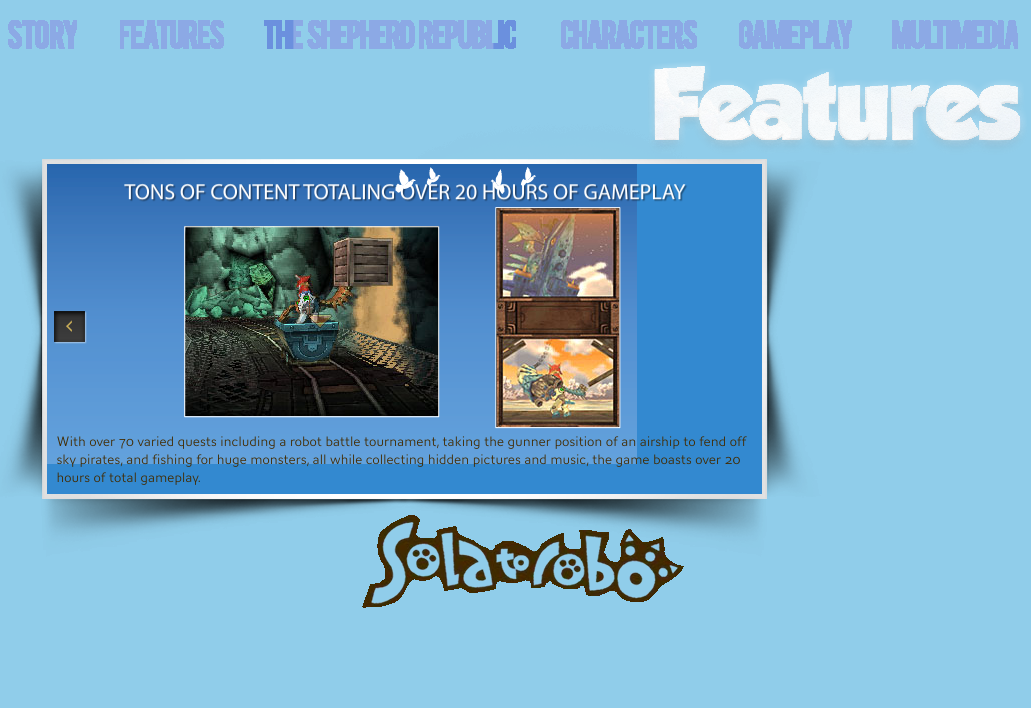 STORY FEATURES THE SHEPHERD REPUBLIC CHARACTERS GAMEPLAY MULTIMEDIA
Features
TONS OF CONTENT TOTALING OVER 20 HOURS OF GAMEPLAY
With over 70 varied quests including a robot battle tournament, taking the gunner position of an airship to fend off
sky pirates, and fishing for huge monsters, all while collecting hidden pictures and music, the game boasts over 20
hours of total gameplay.
Solatorobo